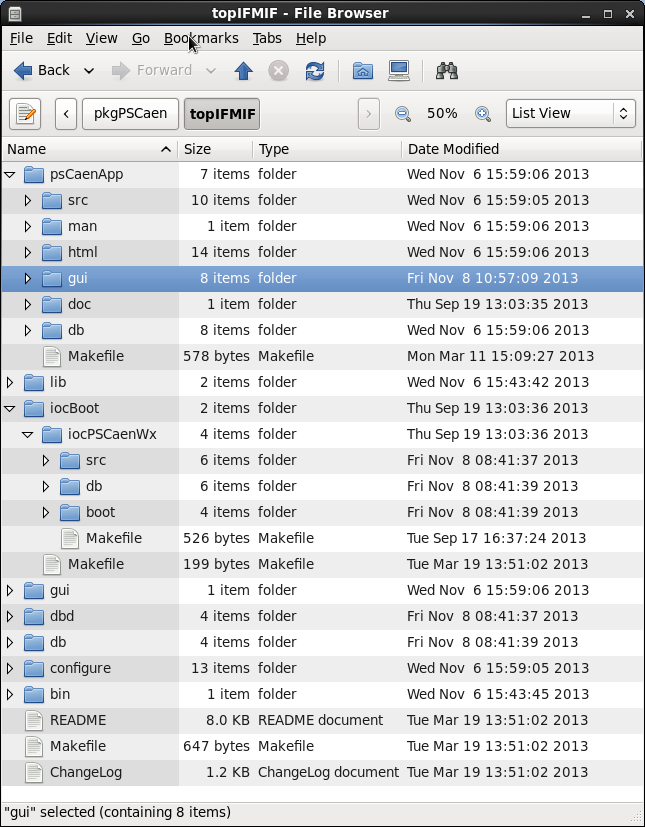 topIFMIF - File Browser
File Edit View Go Bookmarks Tabs Help
Back Forward
pkgPSCaen topIFMIF 50% List View
Name Size Type Date Modified
psCaenApp 7 items folder Wed Nov  6 15:59:06 2013
src 10 items folder Wed Nov  6 15:59:05 2013
man 1 item folder Wed Nov  6 15:59:05 2013
html 14 items folder Wed Nov  6 15:59:06 2013
gui 8 items folder Fri Nov  8 10:57:09 2013
doc 1 item folder Thu Sep 19 13:03:35 2013
db 8 items folder Wed Nov  6 15:59:06 2013
Makefile 578 bytes Makefile Mon Mar 11 15:09:27 2013
lib 2 items folder Wed Nov  6 15:43:42 2013
iocBoot 2 items folder Thu Sep 19 13:03:36 2013
iocPSCaenWx 4 items folder Thu Sep 19 13:03:36 2013
src 6 items folder Fri Nov  8 08:41:37 2013
db 6 items folder Fri Nov  8 08:41:39 2013
boot 4 items folder Fri Nov  8 08:41:39 2013
Makefile 526 bytes Makefile Tue Sep 17 16:37:24 2013
Makefile 199 bytes Makefile Tue Mar 19 13:51:02 2013
gui 1 item folder Wed Nov  6 15:59:06 2013
dbd 4 items folder Fri Nov  8 08:41:37 2013
db 4 items folder Fri Nov  8 08:41:39 2013
configure 13 items folder Wed Nov  6 15:59:05 2013
bin 1 item folder Wed Nov  6 15:43:45 2013
README 8.0 KB README document Tue Mar 19 13:51:02 2013
Makefile 647 bytes Makefile Tue Mar 19 13:51:02 2013
ChangeLog 1.2 KB ChangeLog document Tue Mar 19 13:51:02 2013
"gui" selected (containing 8 items)